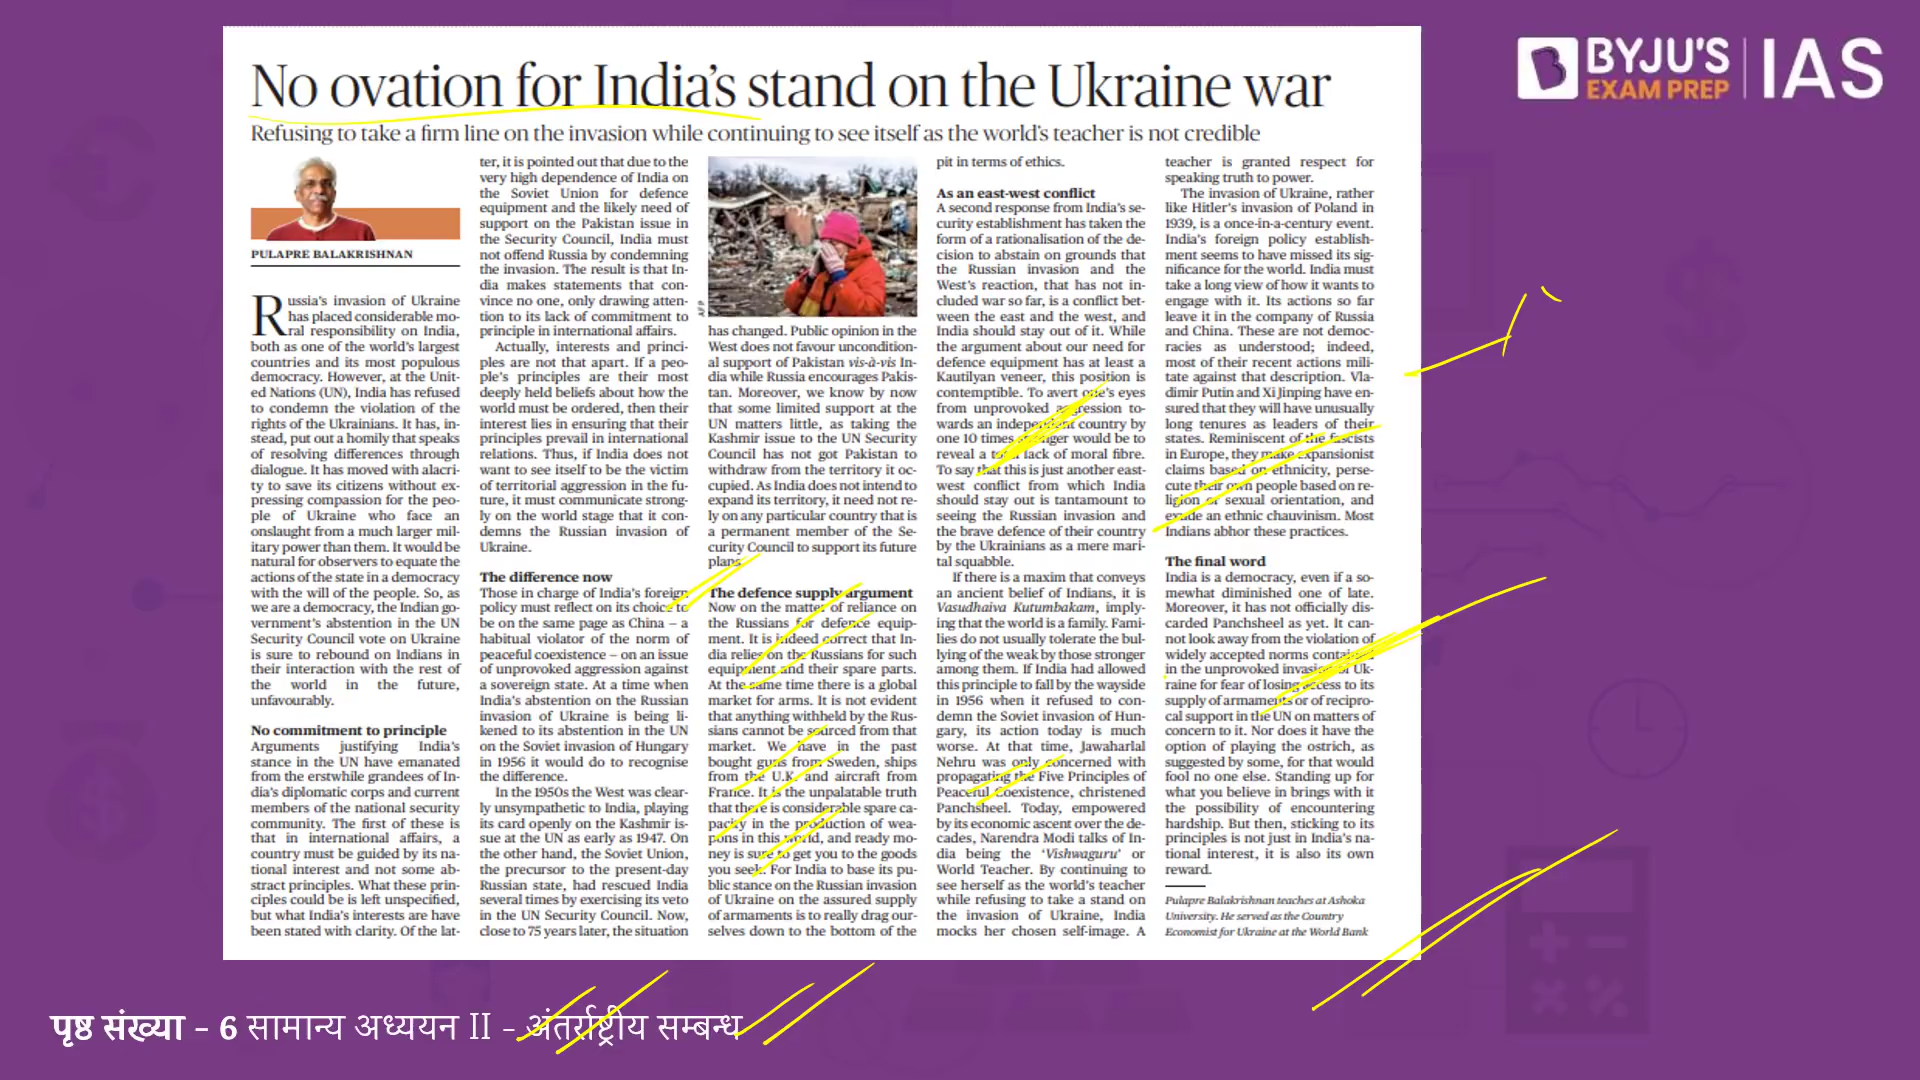 BYJU'S
EXAM PREP
IAS
No ovation for India's stand on the Ukraine war
Refusing to take a firm line on the invasion while continuing to see itself as the world's teacher is not credible
PULAPRE BALAKRISHNAN
Russia's invasion of Ukraine
has placed considerable mo-
ral responsibility on India,
both as one of the world's largest
countries and its most populous
democracy. However, at the Unit-
ed Nations (UN), India has refused
to condemn the violation of the
rights of the Ukrainians. It has, in-
stead, put out a homily that speaks
of resolving differences through
dialogue. It has moved with alacri-
ty to save its citizens without ex-
pressing compassion for the peo-
ple of Ukraine who face an
onslaught from a much larger mil-
itary power than them. It would be
natural for observers to equate the
actions of the state in a democracy
with the will of the people. So, as
we are a democracy, the Indian go-
vernment's abstention in the UN
Security Council vote on Ukraine
is sure to rebound on Indians in
their interaction with the rest of
the world in the future,
unfavourably.
No commitment to principle
Arguments justifying India's
stance in the UN have emanated
from the erstwhile grandees of In-
dia's diplomatic corps and current
members of the national security
community. The first of these is
that in international affairs, a
country must be guided by its na-
tional interest and not some ab-
stract principles. What these prin-
ciples could be is left unspecified,
but what India's interests are have
been stated with clarity. Of the lat-
ter, it is pointed out that due to the
very high dependence of India on
the Soviet Union for defence
equipment and the likely need of
support on the Pakistan issue in
the Security Council, India must
not offend Russia by condemning
the invasion. The result is that In-
dia makes statements that con-
vince no one, only drawing atten-
tion to its lack of commitment to
principle in international affairs.
Actually, interests and princi-
ples are not that apart. If a peo-
ple's principles are their most
deeply held beliefs about how the
world must be ordered, then their
interest lies in ensuring that their
principles prevail in international
relations. Thus, if India does not
want to see itself to be the victim
of territorial aggression in the fu-
ture, it must communicate strong-
ly on the world stage that it con-
demns the Russian invasion of
Ukraine.
The difference now
Those in charge of India's foreign
policy must reflect on its choice to
be on the same page as China – a
habitual violator of the norm of
peaceful coexistence – on an issue
of unprovoked aggression against
a sovereign state. At a time when
India's abstention on the Russian
invasion of Ukraine is being li-
kened to its abstention in the UN
on the Soviet invasion of Hungary
in 1956 it would do to recognise
the difference.
In the 1950s the West was clear-
ly unsympathetic to India, playing
its card openly on the Kashmir is-
sue at the UN as early as 1947. On
the other hand, the Soviet Union,
the precursor to the present-day
Russian state, had rescued India
several times by exercising its veto
in the UN Security Council. Now,
close to 75 years later, the situation
AFP
has changed. Public opinion in the
West does not favour uncondition-
al support of Pakistan vis-à-vis In-
dia while Russia encourages Pakis-
tan. Moreover, we know by now
that some limited support at the
UN matters little, as taking the
Kashmir issue to the UN Security
Council has not got Pakistan to
withdraw from the territory it oc-
cupied. As India does not intend to
expand its territory, it need not re-
ly on any particular country that is
a permanent member of the Se-
curity Council to support its future
plans.
The defence supply argument
Now on the matter of reliance on
the Russians for defence equip-
ment. It is indeed correct that In-
dia relies on the Russians for such
equipment and their spare parts.
At the same time there is a global
market for arms. It is not evident
that anything withheld by the Rus-
sians cannot be sourced from that
market. We have in the past
bought guns from Sweden, ships
from the U.K. and aircraft from
France. It is the unpalatable truth
that there is considerable spare ca-
pacity in the production of wea-
pons in this world, and ready mo-
ney is sure to get you to the goods
you seek. For India to base its pu-
blic stance on the Russian invasion
of Ukraine on the assured supply
of armaments is to really drag our-
selves down to the bottom of the
pit in terms of ethics.
As an east-west conflict
A second response from India's se-
curity establishment has taken the
form of a rationalisation of the de-
cision to abstain on grounds that
the Russian invasion and the
West's reaction, that has not in-
cluded war so far, is a conflict bet-
ween the east and the west, and
India should stay out of it. While
the argument about our need for
defence equipment has at least a
Kautilyan veneer, this position is
contemptible. To avert one's eyes
from unprovoked aggression to-
wards an independent country by
one 10 times stronger would be to
reveal a total lack of moral fibre.
To say that this is just another east-
west conflict from which India
should stay out is tantamount to
seeing the Russian invasion and
the brave defence of their country
by the Ukrainians as a mere mari-
tal squabble.
If there is a maxim that conveys
an ancient belief of Indians, it is
Vasudhaiva Kutumbakam, imply-
ing that the world is a family. Fami-
lies do not usually tolerate the bul-
lying of the weak by those stronger
among them. If India had allowed
this principle to fall by the wayside
in 1956 when it refused to con-
demn the Soviet invasion of Hun-
gary, its action today is much
worse. At that time, Jawaharlal
Nehru was only concerned with
propagating the Five Principles of
Peaceful Coexistence, christened
Panchsheel. Today, empowered
by its economic ascent over the de-
cades, Narendra Modi talks of In-
dia being the 'Vishwaguru' or
World Teacher. By continuing to
see herself as the world's teacher
while refusing to take a stand on
the invasion of Ukraine, India
mocks her chosen self-image. A
teacher is granted respect for
speaking truth to power.
The invasion of Ukraine, rather
like Hitler's invasion of Poland in
1939, is a once-in-a-century event.
India's foreign policy establish-
ment seems to have missed its sig-
nificance for the world. India must
take a long view of how it wants to
engage with it. Its actions so far
leave it in the company of Russia
and China. These are not democ-
racies as understood; indeed,
most of their recent actions mili-
tate against that description. Vla-
dimir Putin and Xi Jinping have en-
sured that they will have unusually
long tenures as leaders of their
states. Reminiscent of the fascists
in Europe, they make expansionist
claims based on ethnicity, perse-
cute their own people based on re-
ligion or sexual orientation, and
exude an ethnic chauvinism. Most
Indians abhor these practices.
The final word
India is a democracy, even if a so-
mewhat diminished one of late.
Moreover, it has not officially dis-
carded Panchsheel as yet. It can-
not look away from the violation of
widely accepted norms contained
in the unprovoked invasion of Uk-
raine for fear of losing access to its
supply of armaments or of recipro-
cal support in the UN on matters of
concern to it. Nor does it have the
option of playing the ostrich, as
suggested by some, for that would
fool no one else. Standing up for
what you believe in brings with it
the possibility of encountering
hardship. But then, sticking to its
principles is not just in India's na-
tional interest, it is also its own
reward.
Pulapre Balakrishnan teaches at Ashoka
University. He served as the Country
Economist for Ukraine at the World Bank
पृष्ठ संख्या – 6 सामान्य अध्ययन II - अंतर्राष्ट्रीय सम्बन्ध